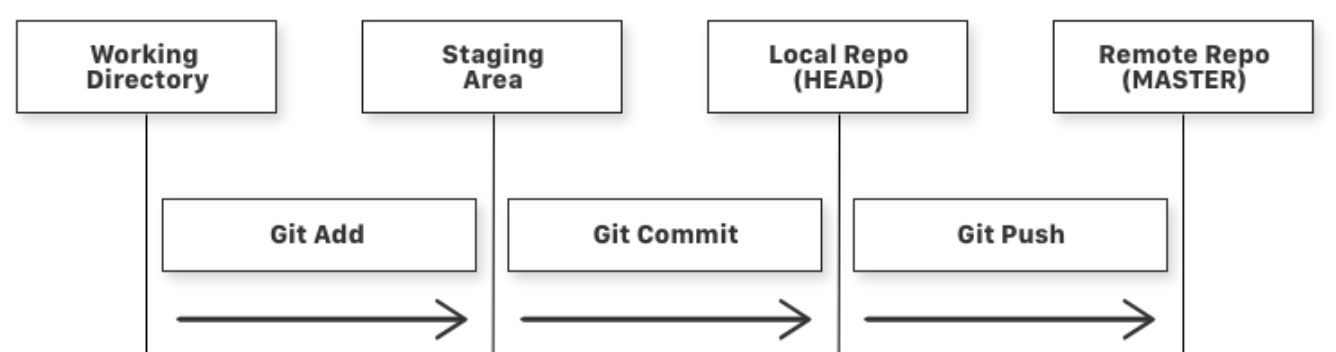 Working
Directory
Staging
Area
Local Repo
(HEAD)
Remote Repo
(MASTER)
Git Add
Git Commit
Git Push